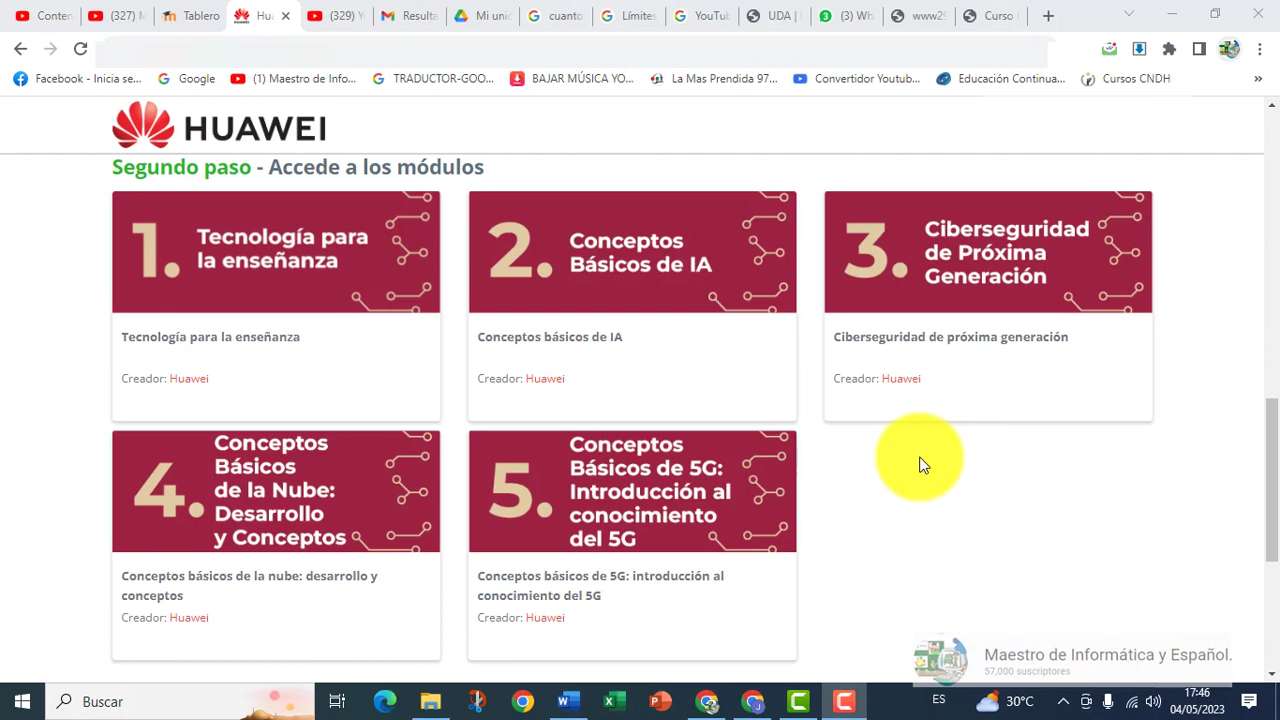 Conten
(327) M
Tablero
Hua
(329) Y
Resulta
Mi uni
cuanto
Límites
YouTu
UDA |
(3) Wh
www.
Curso
Facebook - Inicia se...
Google
(1) Maestro de Info...
TRADUCTOR-GOO...
BAJAR MÚSICA YO...
La Mas Prendida 97...
Convertidor Youtub...
Educación Continua...
Cursos CNDH
»
HUAWEI
Segundo paso - Accede a los módulos
1.
Tecnología para
la enseñanza
Tecnología para la enseñanza
Creador: Huawei
2.
Conceptos
Básicos de IA
Conceptos básicos de IA
Creador: Huawei
3.
Ciberseguridad
de Próxima
Generación
Ciberseguridad de próxima generación
Creador: Huawei
4.
Conceptos
Básicos
de la Nube:
Desarrollo
y Conceptos
Conceptos básicos de la nube: desarrollo y
conceptos
Creador: Huawei
5.
Conceptos
Básicos de 5G:
Introducción al
conocimiento
del 5G
Conceptos básicos de 5G: introducción al
conocimiento del 5G
Creador: Huawei
Maestro de Informática y Español.
57,000 suscriptores
Buscar
ES
30°C
17:46
04/05/2023